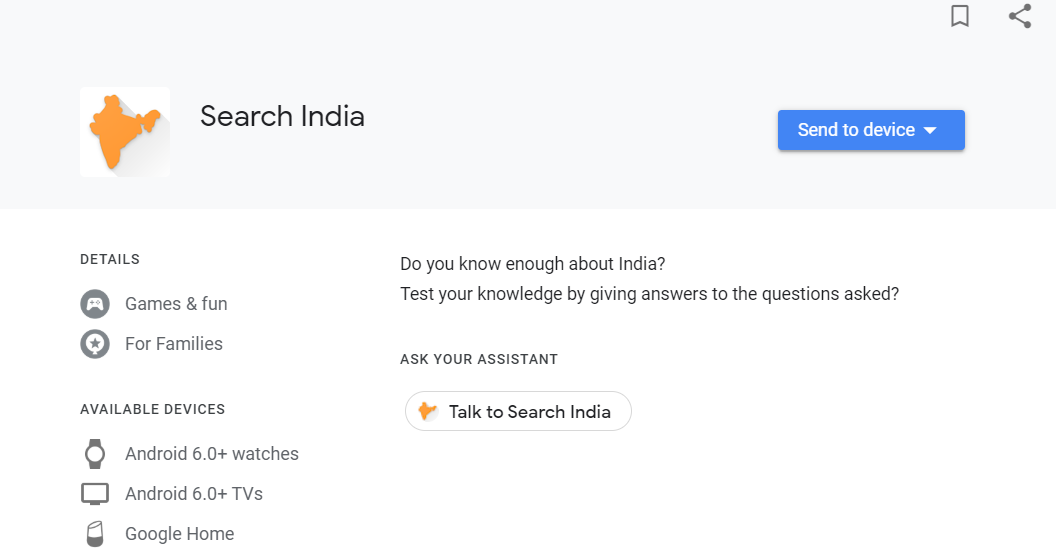 Search India
Send to device
DETAILS
Games & fun
For Families
AVAILABLE DEVICES
Android 6.0+ watches
Android 6.0+ TVs
Google Home
Do you know enough about India?
Test your knowledge by giving answers to the questions asked?
ASK YOUR ASSISTANT
Talk to Search India